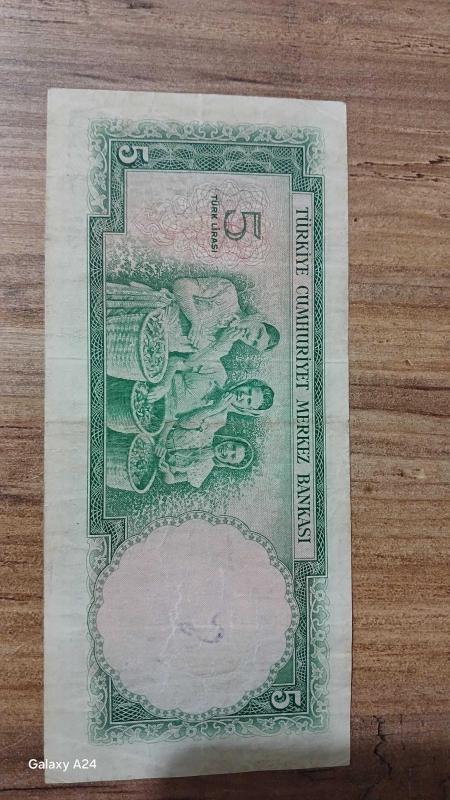 5
TÜRKİYE CUMHURİYET MERKEZ BANKASI
5
TÜRK LİRASI
5
Galaxy A24